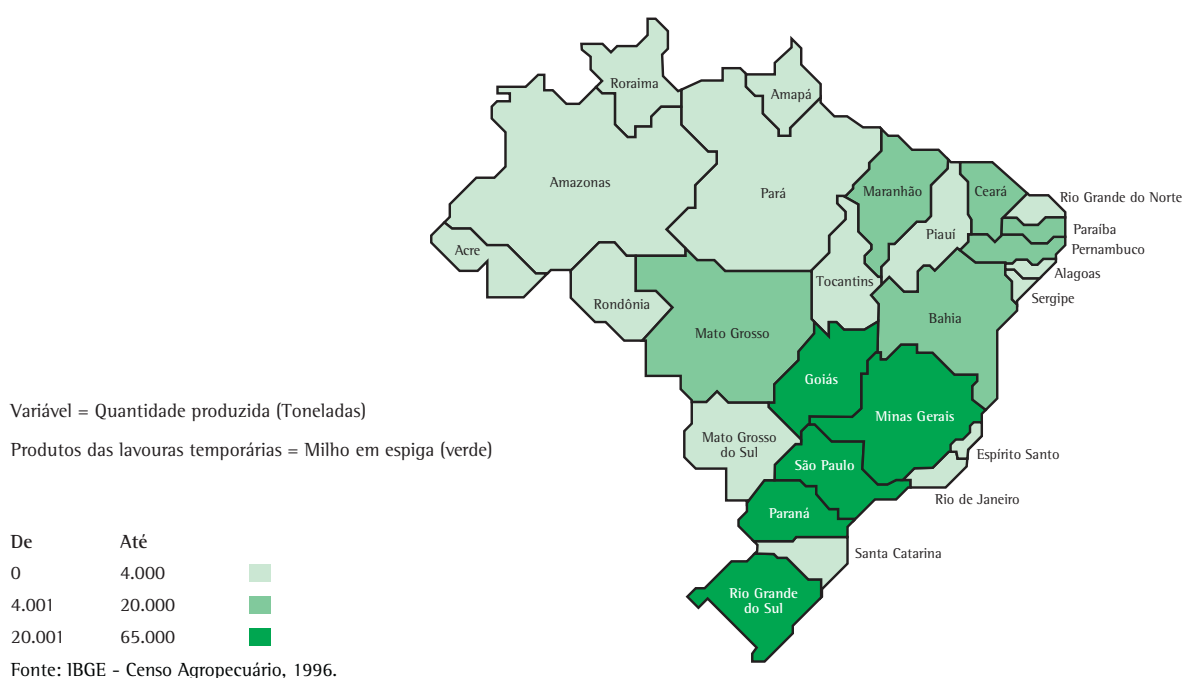 Roraima
Amapá
Amazonas
Pará
Maranhão
Ceará
Rio Grande do Norte
Piauí
Paraíba
Pernambuco
Acre
Alagoas
Tocantins
Sergipe
Rondônia
Bahia
Mato Grosso
Goiás
Minas Gerais
Mato Grosso
do Sul
Espírito Santo
São Paulo
Rio de Janeiro
Paraná
Santa Catarina
Rio Grande
do Sul
Variável = Quantidade produzida (Toneladas)
Produtos das lavouras temporárias = Milho em espiga (verde)
De Até
0 4.000
4.001 20.000
20.001 65.000
Fonte: IBGE - Censo Agropecuário, 1996.